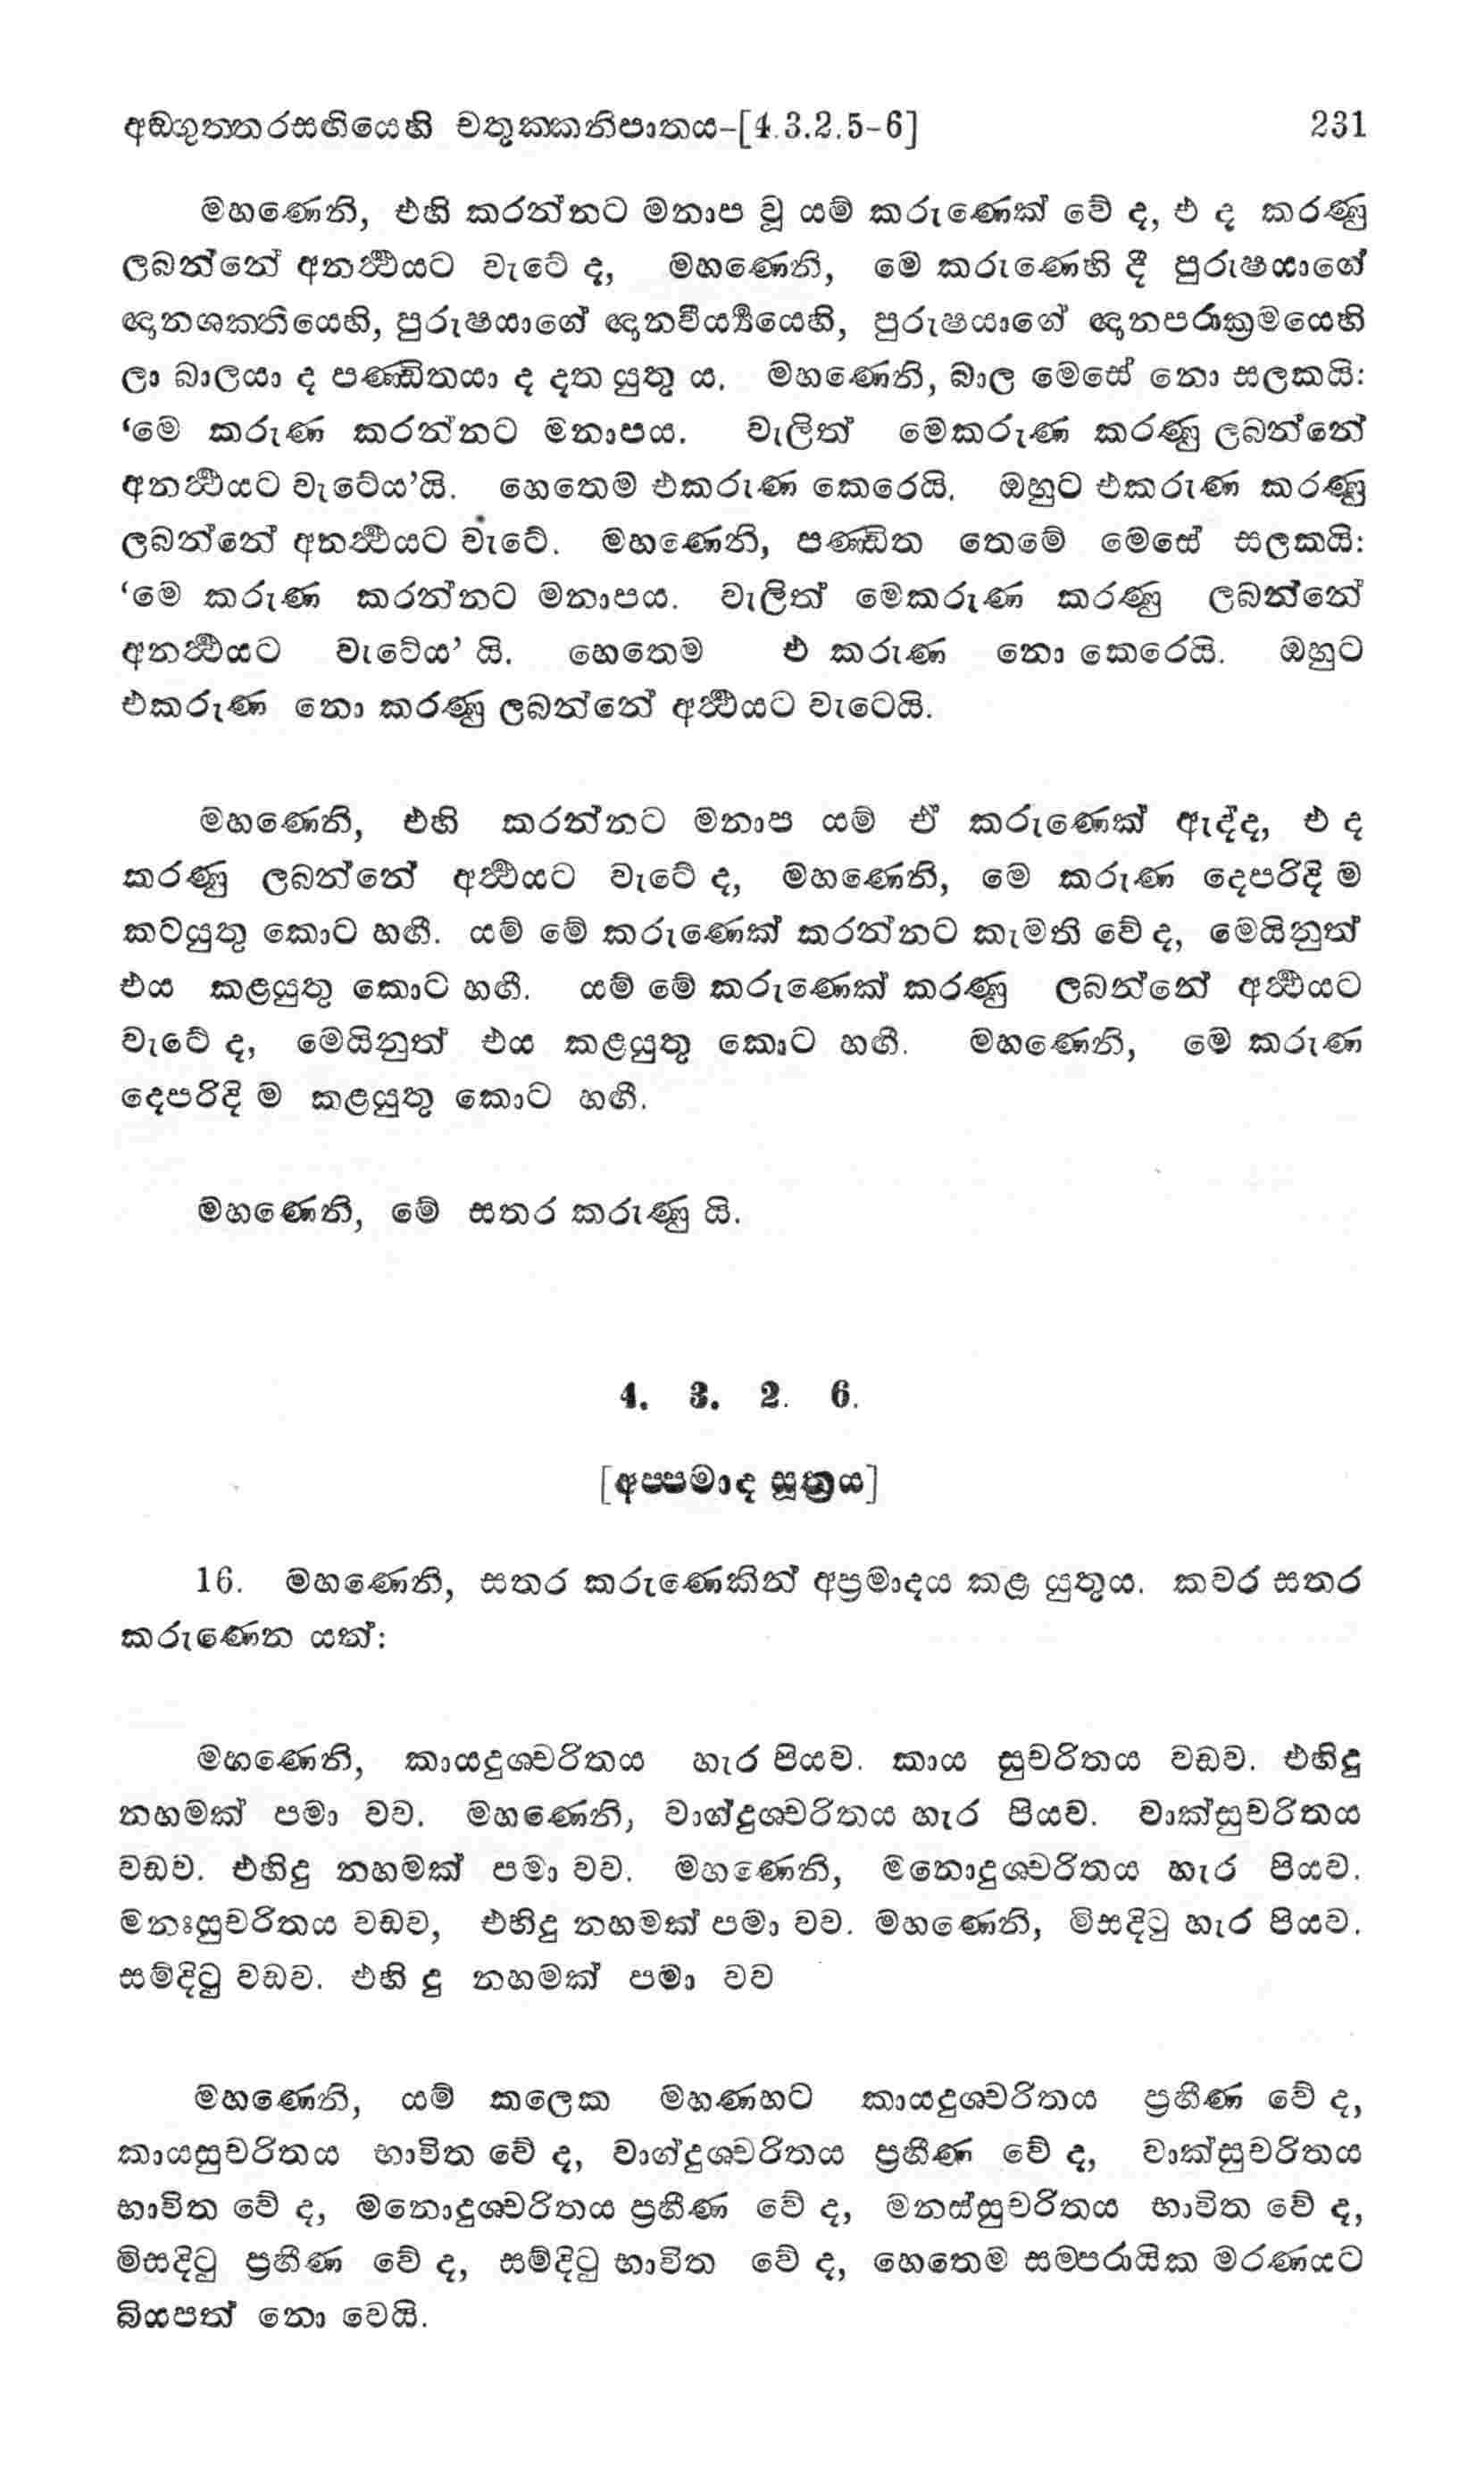 අඞ්ගුත්තරසඟියෙහි චතුක්කනිපාතය-[4.3.2.5-6] 231
මහණෙනි, එහි කරන්නට මනාප වූ යම් කරුණෙක් වේ ද, එ ද කරණු
ලබන්නේ අනර්‍ත්‍ථයට වැටේ ද, මහණෙනි, මෙ කරුණෙහි දී පුරුෂයාගේ
ඥානශක්තියෙහි, පුරුෂයාගේ ඥානවීර්‍ය්‍යයෙහි, පුරුෂයාගේ ඥානපරාක්‍රමයෙහි
ලා බාලයා ද පණ්ඩිතයා ද දත යුතු ය. මහණෙනි, බාල මෙසේ නො සලකයි:
‘මෙ කරුණ කරන්නට මනාපය. වැලිත් මෙකරුණ කරණු ලබන්නේ
අනර්‍ත්‍ථයට වැටේය’යි. හෙතෙම එකරුණ කෙරෙයි. ඔහුට එකරුණ කරණු
ලබන්නේ අනර්‍ත්‍ථයට වැටේ. මහණෙනි, පණ්ඩිත තෙමේ මෙසේ සලකයි:
‘මෙ කරුණ කරන්නට මනාපය. වැලිත් මෙකරුණ කරණු ලබන්නේ
අනර්‍ත්‍ථයට වැටේය’ යි. හෙතෙම එ කරුණ නො කෙරෙයි. ඔහුට
එකරුණ නො කරණු ලබන්නේ අර්‍ත්‍ථයට වැටෙයි.
මහණෙනි, එහි කරන්නට මනාප යම් ඒ කරුණෙක් ඇද්ද, එ ද
කරණු ලබන්නේ අර්‍ත්‍ථයට වැටේ ද, මහණෙනි, මෙ කරුණ දෙපරිදි ම
කටයුතු කොට හඟී. යම් මේ කරුණෙක් කරන්නට කැමති වේ ද, මෙයිනුත්
එය කළයුතු කොට හඟී. යම් මේ කරුණෙක් කරණු ලබන්නේ අර්‍ත්‍ථයට
වැටේ ද, මෙයිනුත් එය කළයුතු කොට හඟී. මහණෙනි, මෙ කරුණ
දෙපරිදි ම කළයුතු කොට හඟී.
මහණෙනි, මේ සතර කරුණු යි.
4. 3. 2. 6.
[අප්පමාද සූත්‍රය]
16. මහණෙනි, සතර කරුණෙකින් අප්‍රමාදය කළ යුතුය. කවර සතර
කරුණෙන යත්:
මහණෙනි, කායදුශ්චරිතය හැර පියව. කාය සුචරිතය වඩව. එහිදු
නහමක් පමා වව. මහණෙනි, වාග්දුශ්චරිතය හැර පියව. වාක්සුචරිතය
වඩව. එහිදු නහමක් පමා වව. මහණෙනි, මනොදුශ්චරිතය හැර පියව.
මනඃසුචරිතය වඩව, එහිදු නහමක් පමා වව. මහණෙනි, මිසදිටු හැර පියව.
සම්දිටු වඩව. එහි දු නහමක් පමා වව
මහණෙනි, යම් කලෙක මහණහට කායදුශ්චරිතය ප්‍රහීණ වේ ද,
කායසුචරිතය භාවිත වේ ද, වාග්දුශ්චරිතය ප්‍රහීණ වේ ද, වාක්සුචරිතය
භාවිත වේ ද, මනොදුශ්චරිතය ප්‍රහීණ වේ ද, මනස්සුචරිතය භාවිත වේ ද,
මිසදිටු ප්‍රහීණ වේ ද, සම්දිටු භාවිත වේ ද, හෙතෙම සම්පරායික මරණයට
බියපත් නො වෙයි.